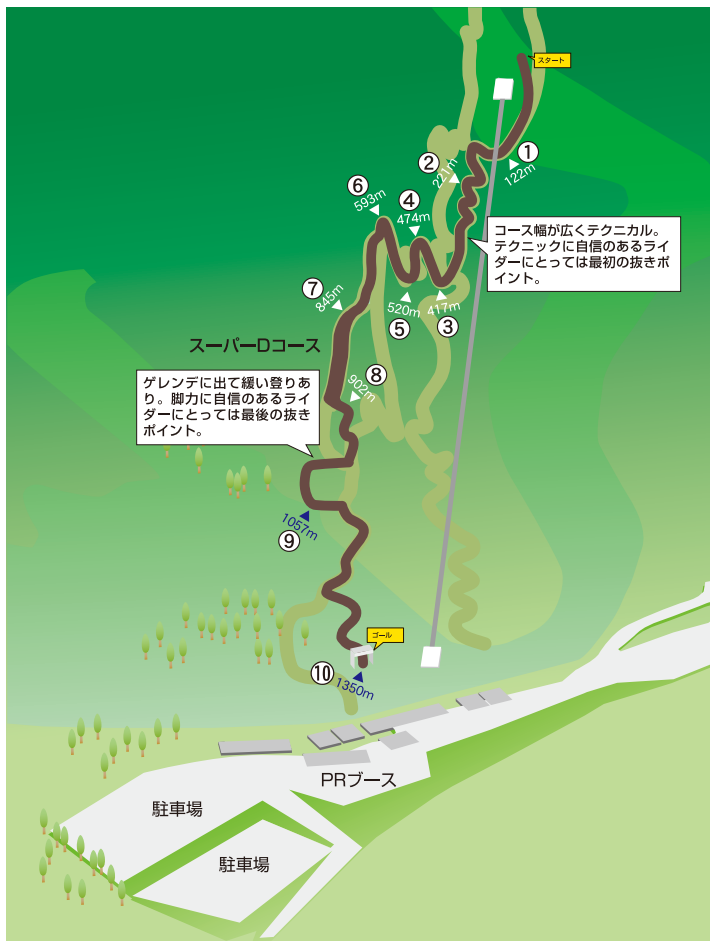 スタート
①
122m
②
221m
⑥
593m
④
474m
コース幅が広くテクニカル。
テクニックに自信のあるライ
ダーにとっては最初の抜きポ
イント。
⑦
845m
520m
⑤
417m
③
スーパーDコース
⑧
902m
ゲレンデに出て緩い登りあ
り。脚力に自信のあるライ
ダーにとっては最後の抜き
ポイント。
1057m
⑨
ゴール
⑩
1350m
PRブース
駐車場
駐車場